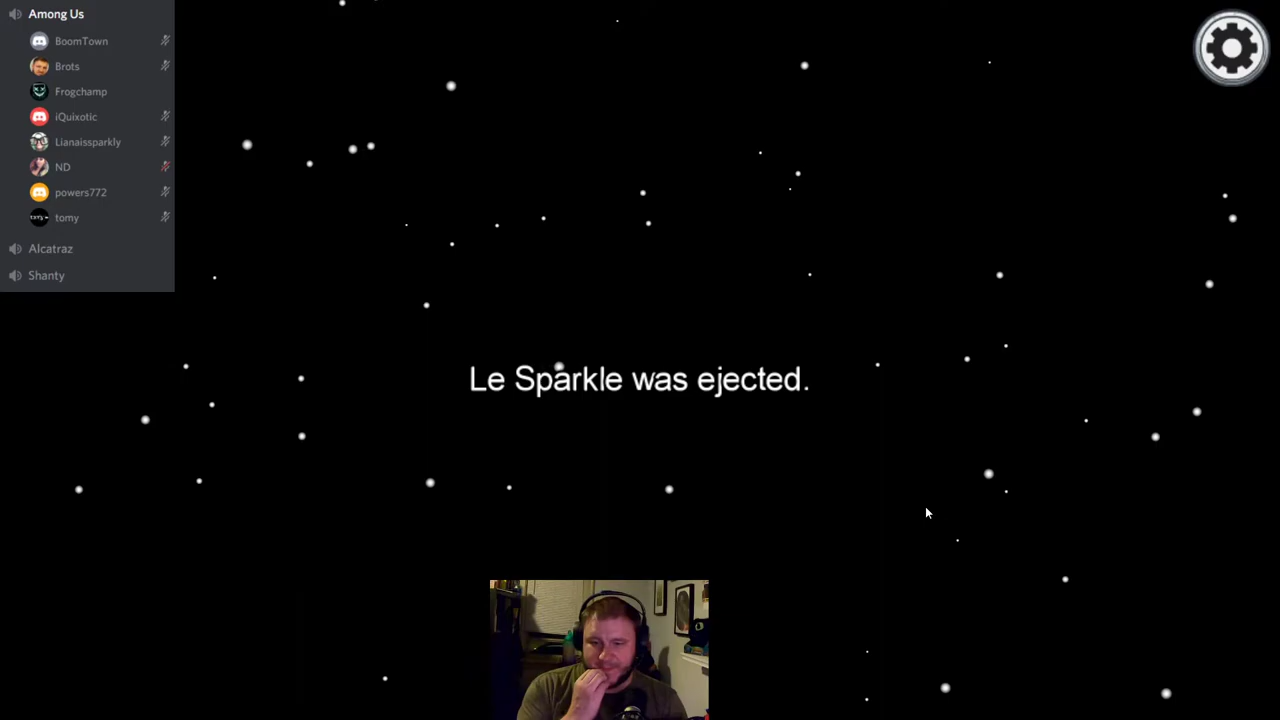 Among Us
BoomTown
Brots
Frogchamp
iQuixotic
Lianaissparkly
ND
powers772
tomy
Alcatraz
Shanty
Le Sparkle was ejected.